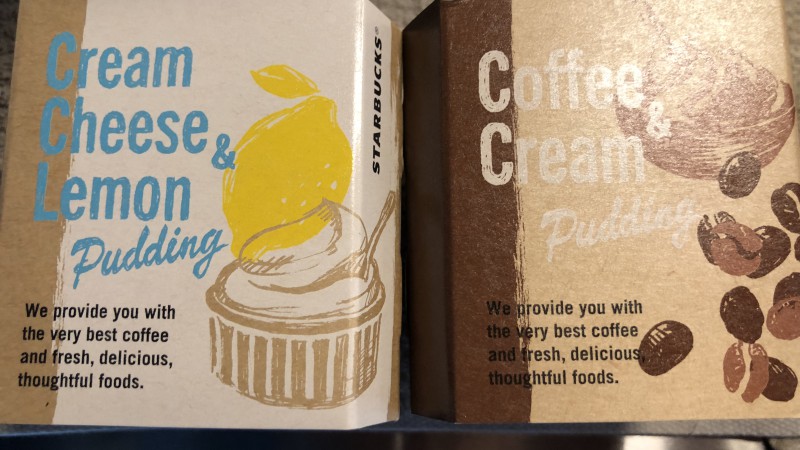 Cream
Cheese
&
Lemon
Pudding
We provide you with
the very best coffee
and fresh, delicious,
thoughtful foods.
STARBUCKS®
Coffee
&
Cream
Pudding
We provide you with
the very best coffee
and fresh, delicious,
thoughtful foods.